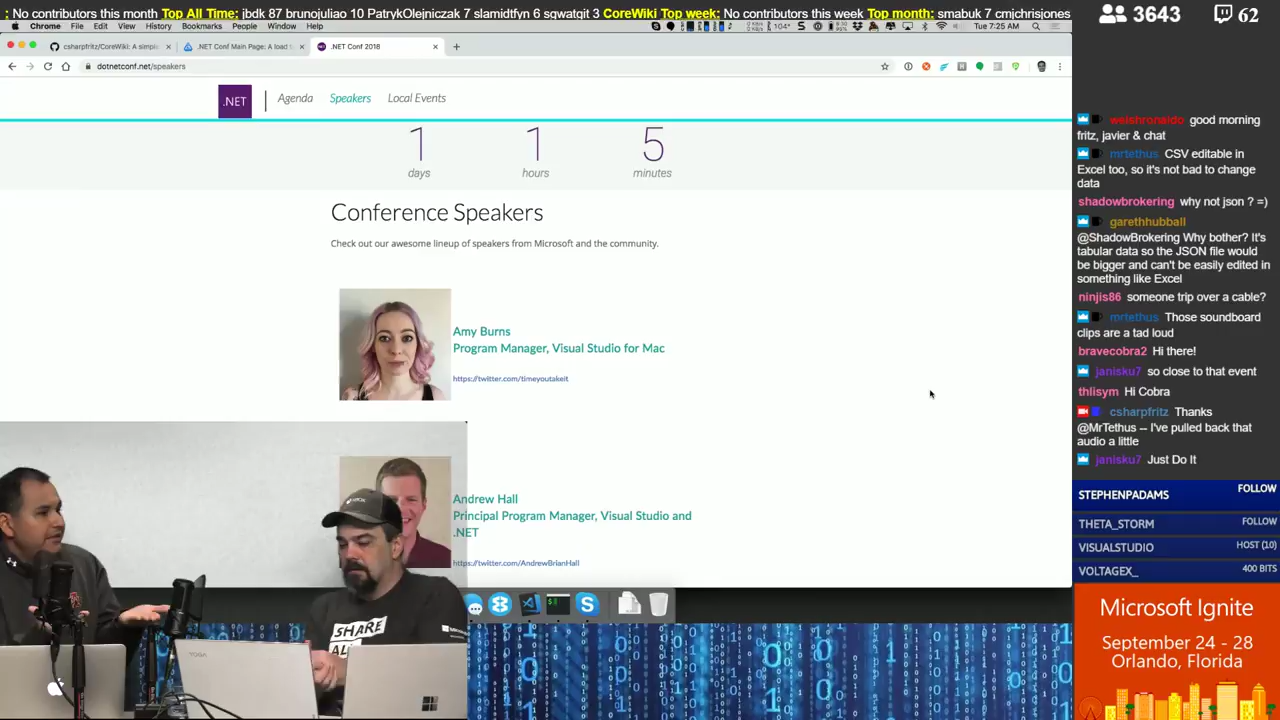 : No contributors this month Top All Time: jbdk 87 brunojuliao 10 PatrykOlejniczak 7 slamidtfyn 6 sqwatgit 3 CoreWiki Top week: No contributors this week Top month: smabuk 7 cmjchrisjones
Chrome File Edit View History Bookmarks People Window Help
Tue 7:25 AM
csharpfritz/CoreWiki: A simple
.NET Conf Main Page: A load t
.NET Conf 2018
dotnetconf.net/speakers
.NET
Agenda
Speakers
Local Events
1
1
5
days
hours
minutes
Conference Speakers
Check out our awesome lineup of speakers from Microsoft and the community.
Amy Burns
Program Manager, Visual Studio for Mac
https://twitter.com/timeyoutakeit
Andrew Hall
Principal Program Manager, Visual Studio and
.NET
https://twitter.com/AndrewBrianHall
SHARE
YOGA
3643
62
welshronaldo good morning
fritz, javier & chat
mrtethus CSV editable in
Excel too, so it's not bad to change
data
shadowbrokering why not json ? =)
garethhubball
@ShadowBrokering Why bother? It's
tabular data so the JSON file would
be bigger and can't be easily edited in
something like Excel
ninjis86 someone trip over a cable?
mrtethus Those soundboard
clips are a tad loud
bravecobra2 Hi there!
janisku7 so close to that event
thlisym Hi Cobra
csharpfritz Thanks
@MrTethus -- I've pulled back that
audio a little
janisku7 Just Do It
STEPHENPADAMS FOLLOW
THETA_STORM FOLLOW
VISUALSTUDIO HOST (10)
VOLTAGEX_ 400 BITS
Microsoft Ignite
September 24 - 28
Orlando, Florida